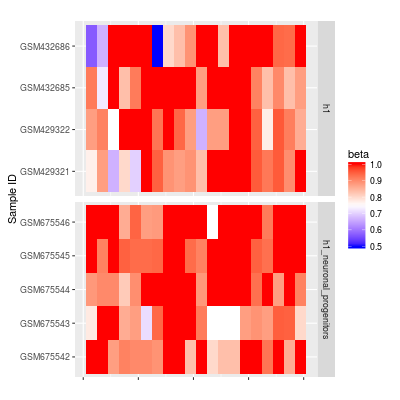 GSM432686
GSM432685
GSM429322
GSM429321
h1
GSM675546
GSM675545
GSM675544
GSM675543
GSM675542
h1_neuronal_progenitors
Sample ID
beta
1.0
0.9
0.8
0.7
0.6
0.5